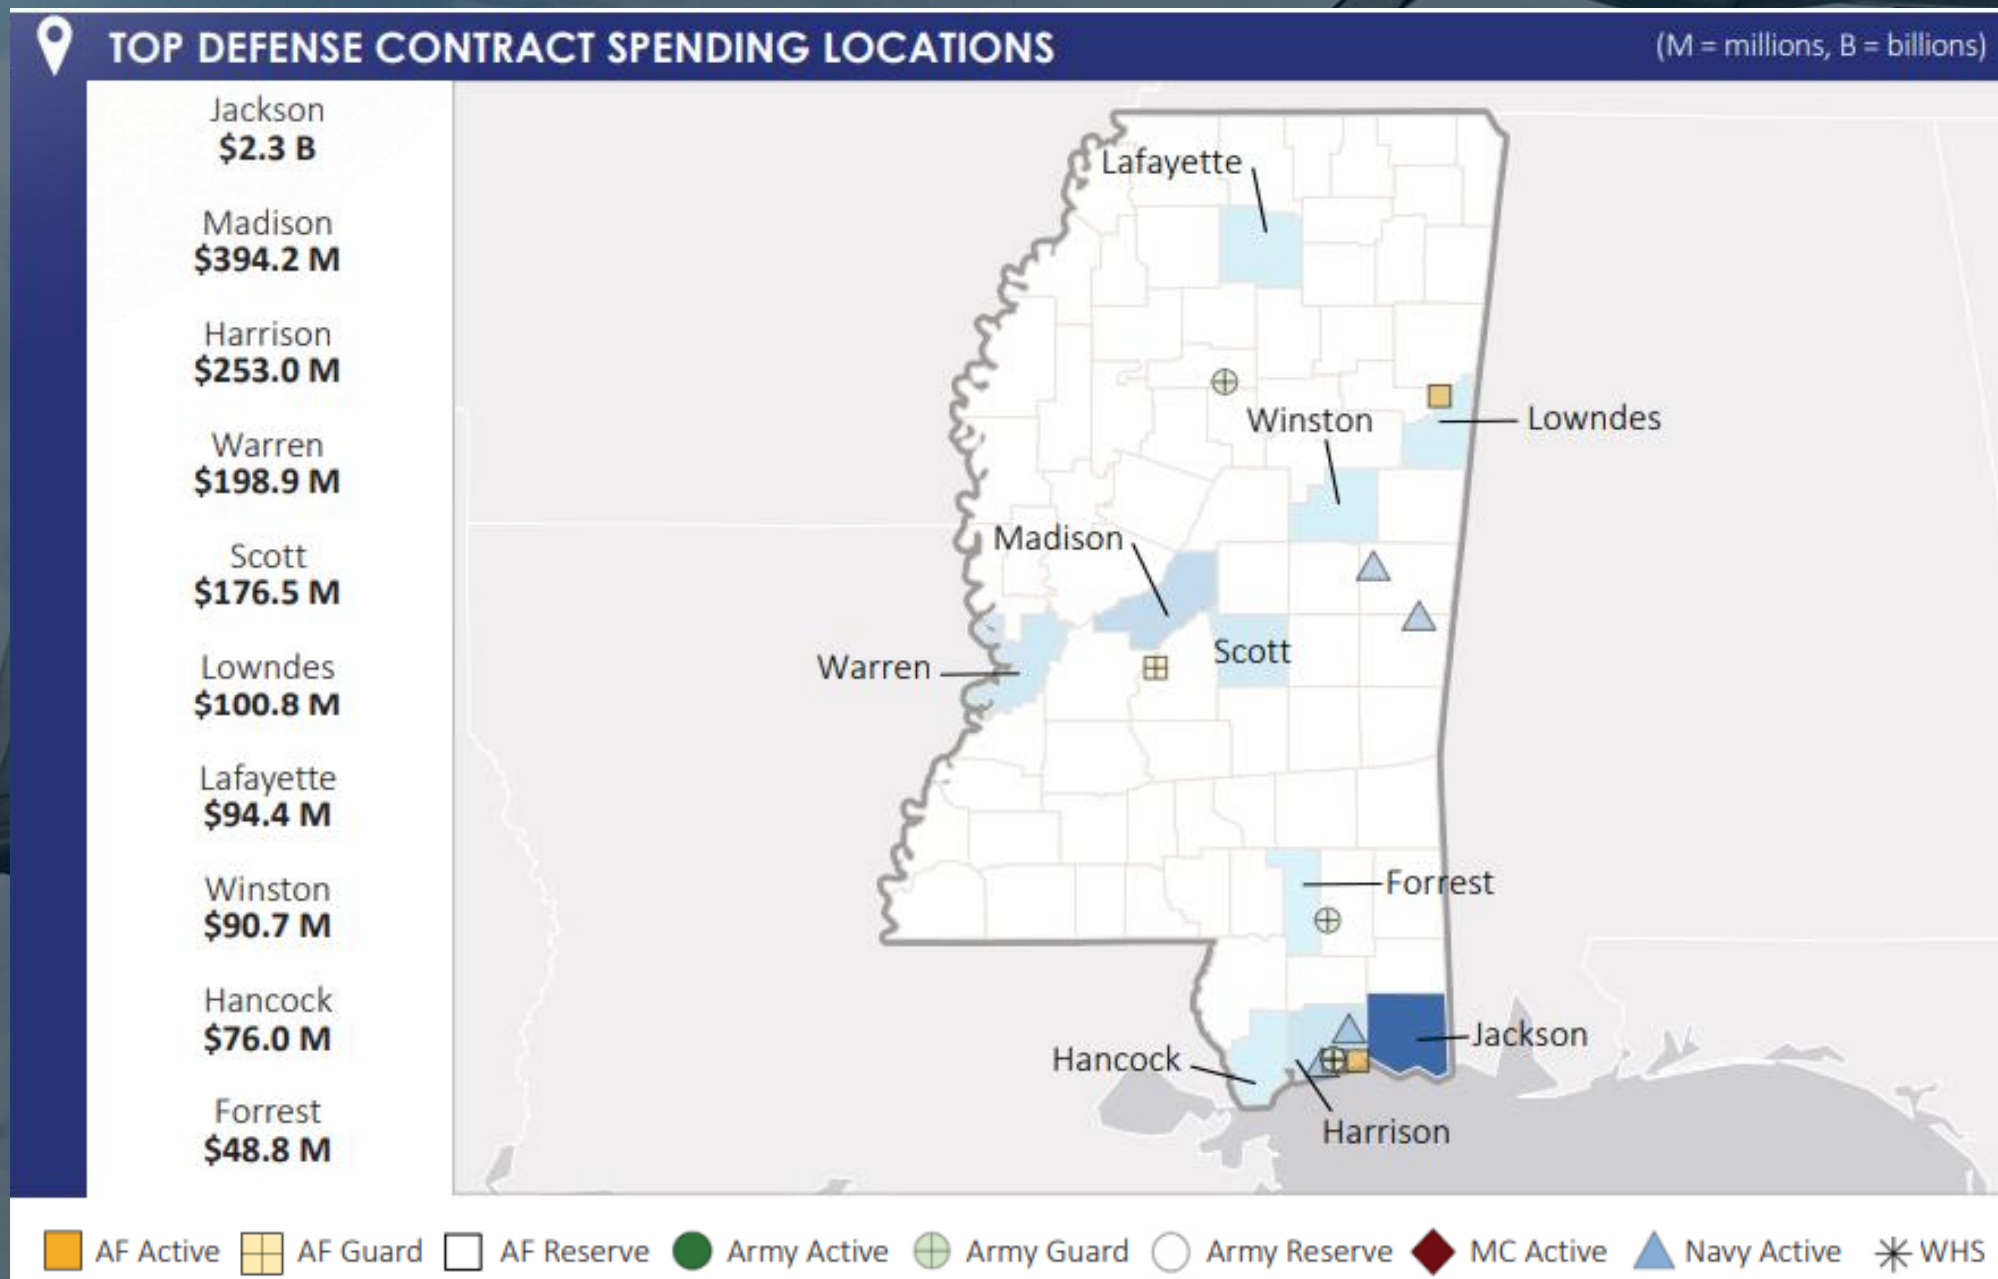 TOP DEFENSE CONTRACT SPENDING LOCATIONS
(M = millions, B = billions)
Jackson
$2.3 B
Madison
$394.2 M
Harrison
$253.0 M
Warren
$198.9 M
Scott
$176.5 M
Lowndes
$100.8 M
Lafayette
$94.4 M
Winston
$90.7 M
Hancock
$76.0 M
Forrest
$48.8 M
Lafayette
Winston
Lowndes
Madison
Scott
Warren
Forrest
Jackson
Hancock
Harrison
AF Active
AF Guard
AF Reserve
Army Active
Army Guard
Army Reserve
MC Active
Navy Active
WHS